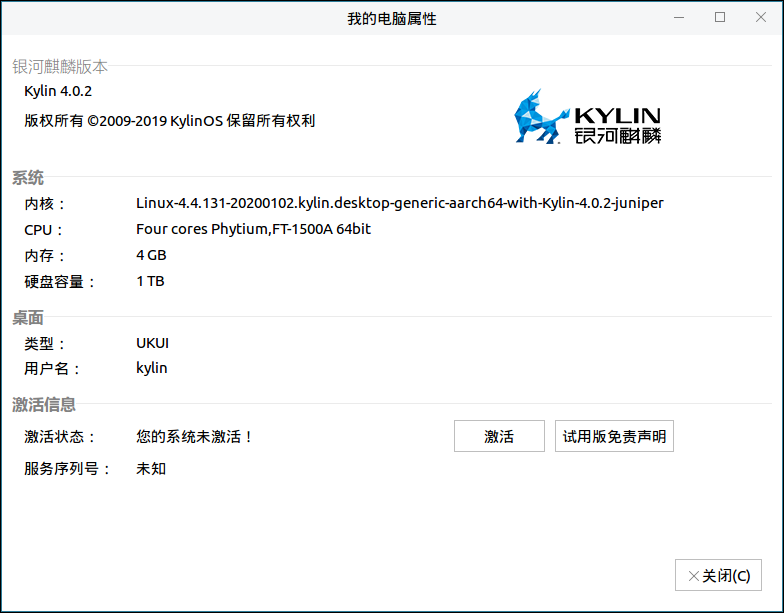 我的电脑属性
银河麒麟版本
Kylin 4.0.2
版权所有 ©2009-2019 KylinOS 保留所有权利
KYLIN
银河麒麟
系统
内核： Linux-4.4.131-20200102.kylin.desktop-generic-aarch64-with-Kylin-4.0.2-juniper
CPU： Four cores Phytium,FT-1500A 64bit
内存： 4 GB
硬盘容量： 1 TB
桌面
类型： UKUI
用户名： kylin
激活信息
激活状态： 您的系统未激活！ 激活 试用版免责声明
服务序列号： 未知
关闭(C)